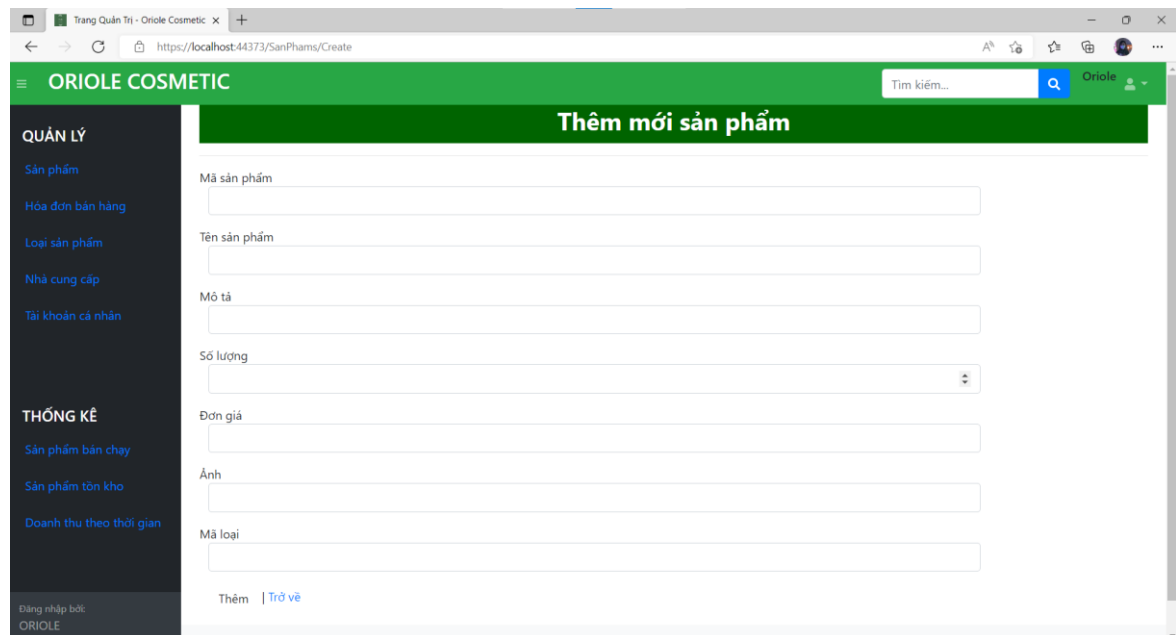 Trang Quản Trị - Oriole Cosmetic
https://localhost:44373/SanPhams/Create
ORIOLE COSMETIC
Tìm kiếm...
Oriole
QUẢN LÝ
Sản phẩm
Hóa đơn bán hàng
Loại sản phẩm
Nhà cung cấp
Tài khoản cá nhân
THỐNG KÊ
Sản phẩm bán chạy
Sản phẩm tồn kho
Doanh thu theo thời gian
Đăng nhập bởi:
ORIOLE
Thêm mới sản phẩm
Mã sản phẩm
Tên sản phẩm
Mô tả
Số lượng
Đơn giá
Ảnh
Mã loại
Thêm | Trở về